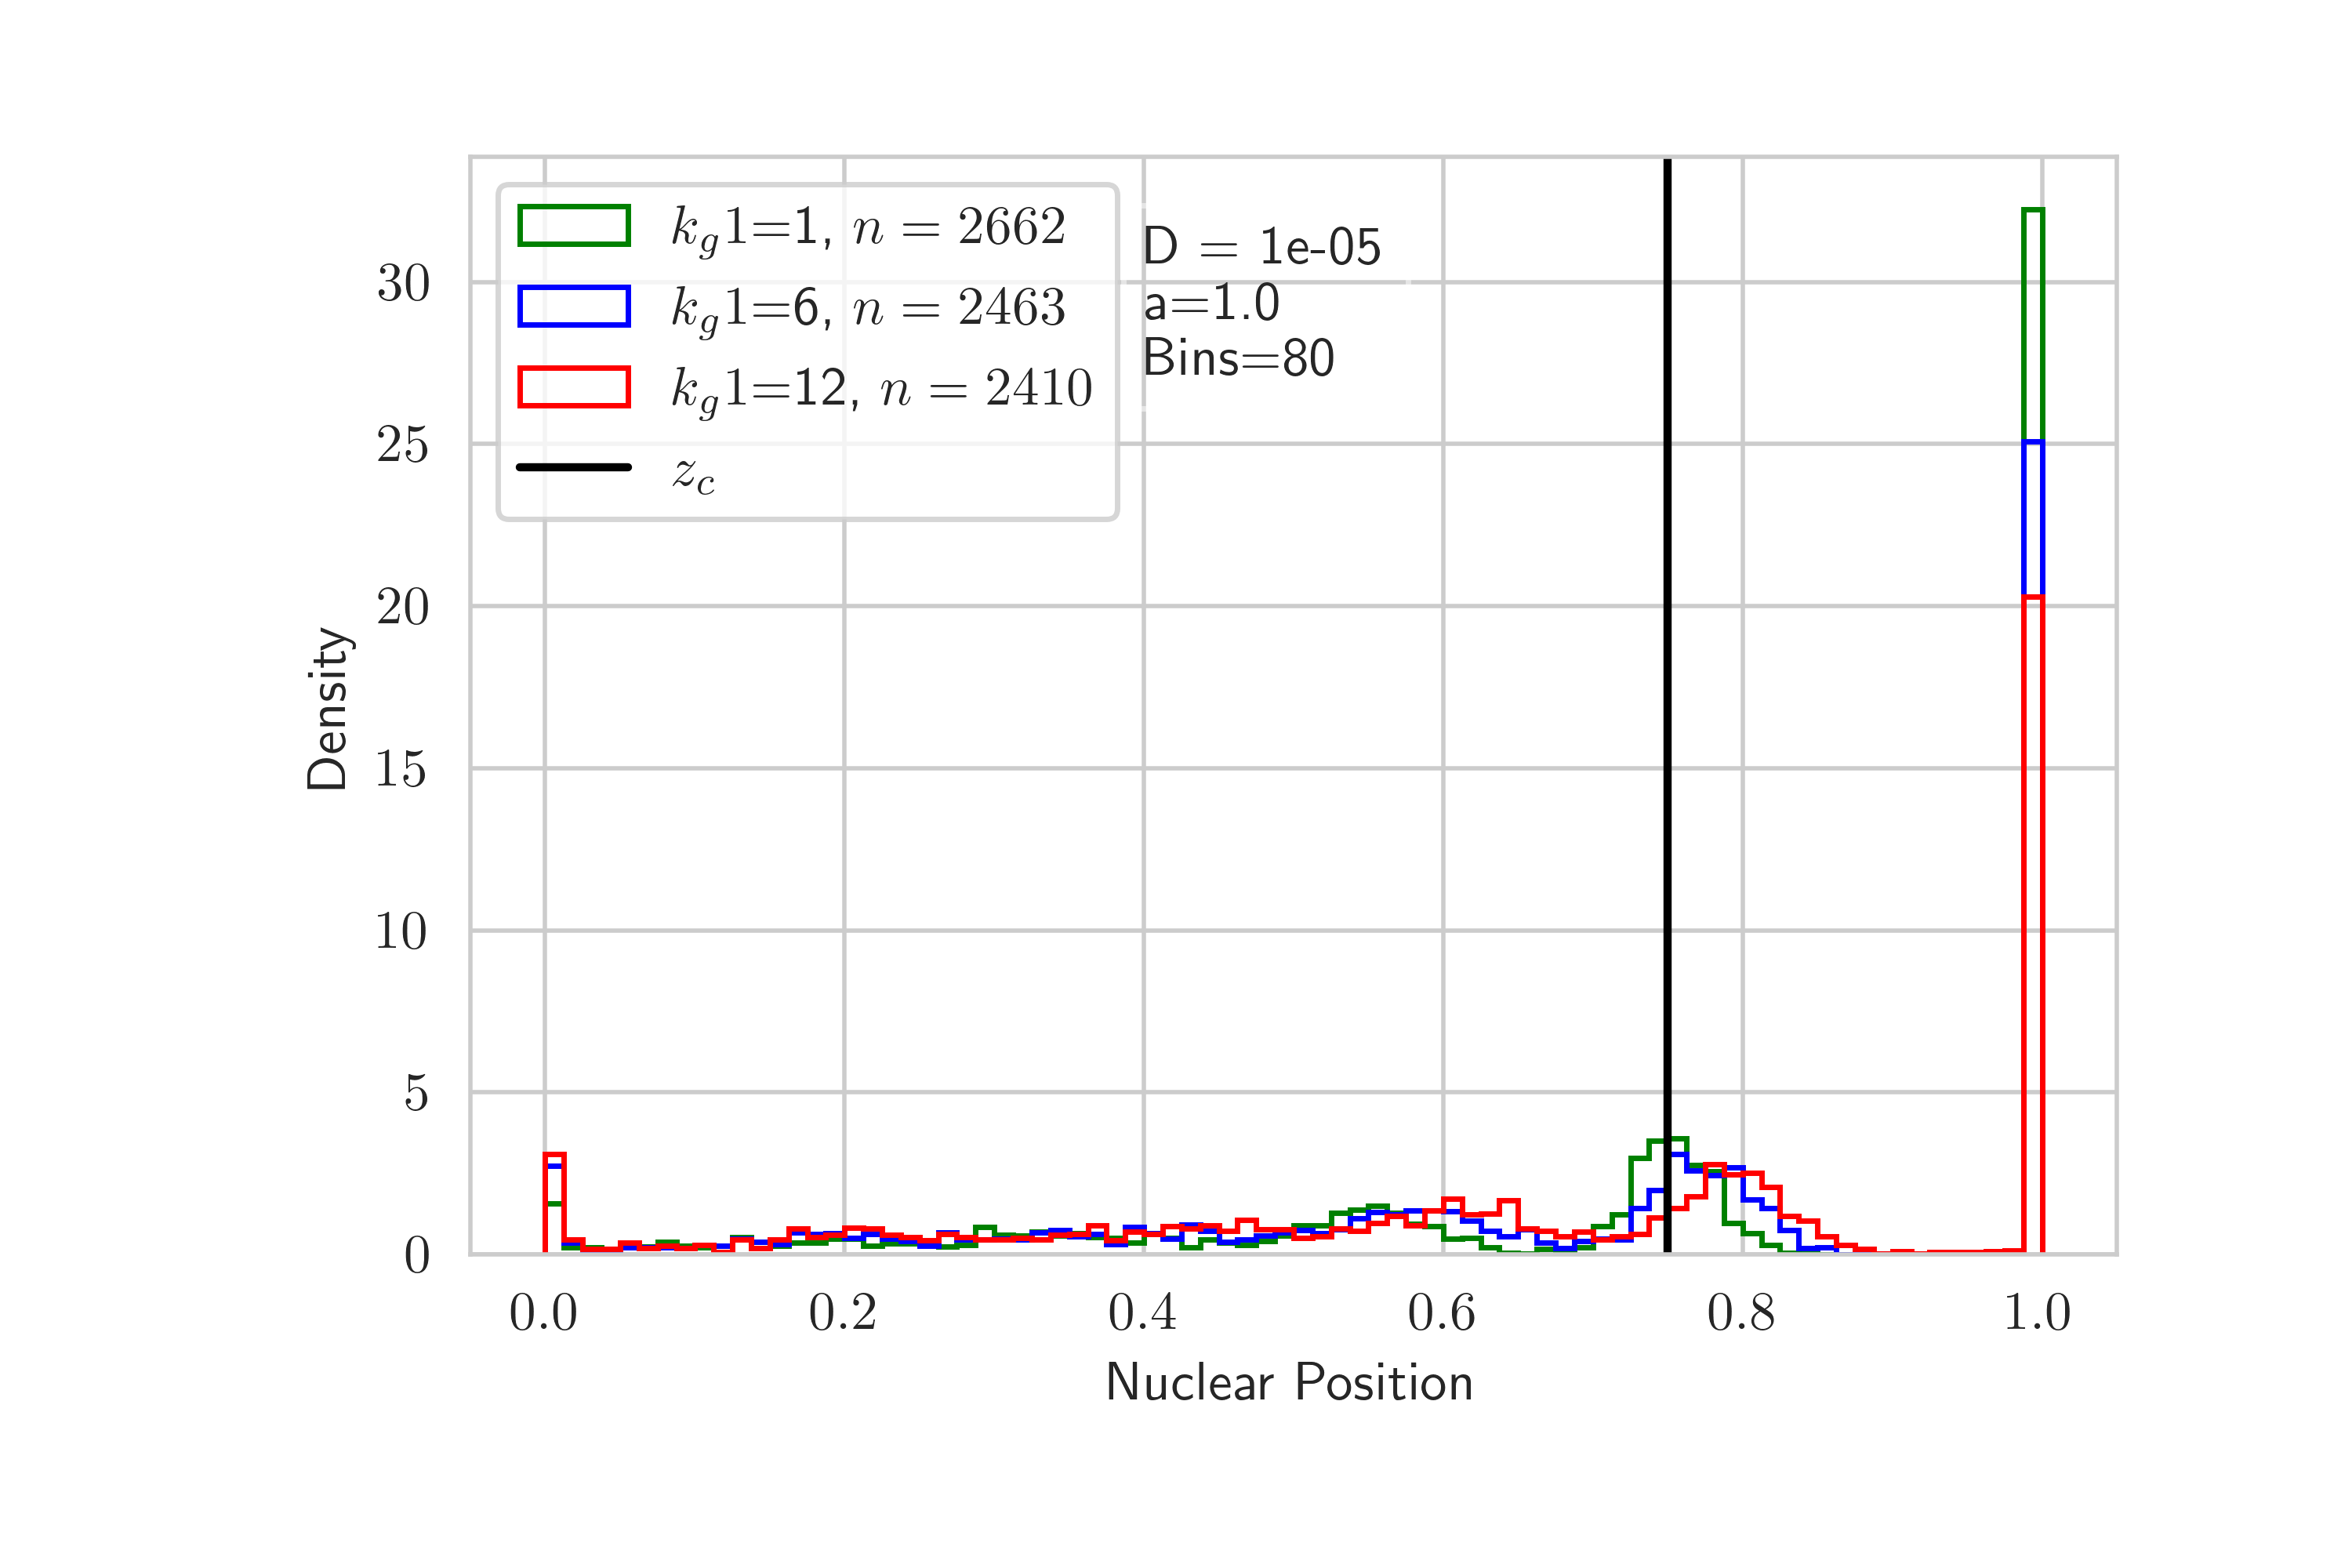 k_g1=1, n = 2662
k_g1=6, n = 2463
k_g1=12, n = 2410
z_c
D = 1e-05
a=1.0
Bins=80
30
25
20
15
10
5
0
Density
0.0 0.2 0.4 0.6 0.8 1.0
Nuclear Position